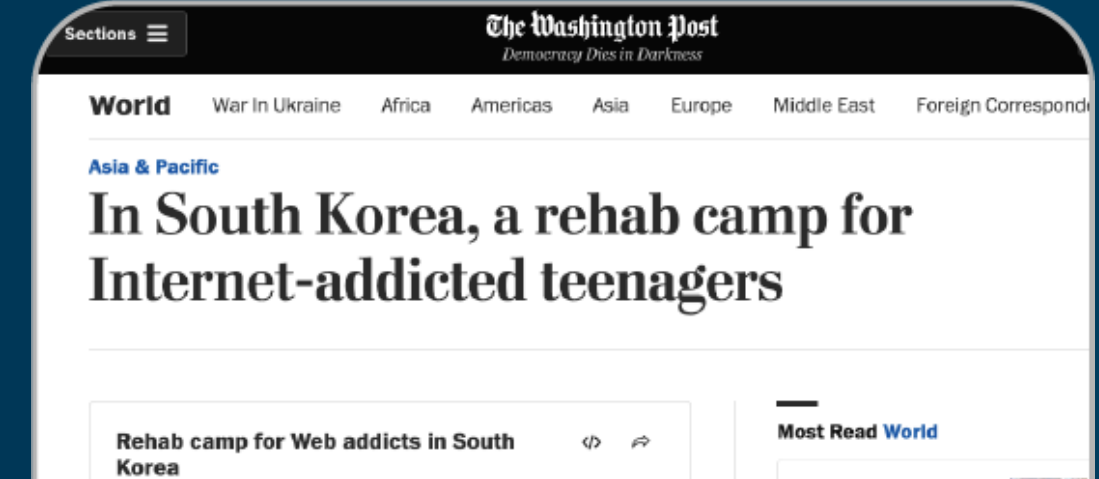 Sections
The Washington Post
Democracy Dies in Darkness
World War In Ukraine Africa Americas Asia Europe Middle East Foreign
Asia & Pacific
In South Korea, a rehab camp for
Internet-addicted teenagers
Rehab camp for Web addicts in South
Korea
Most Read World